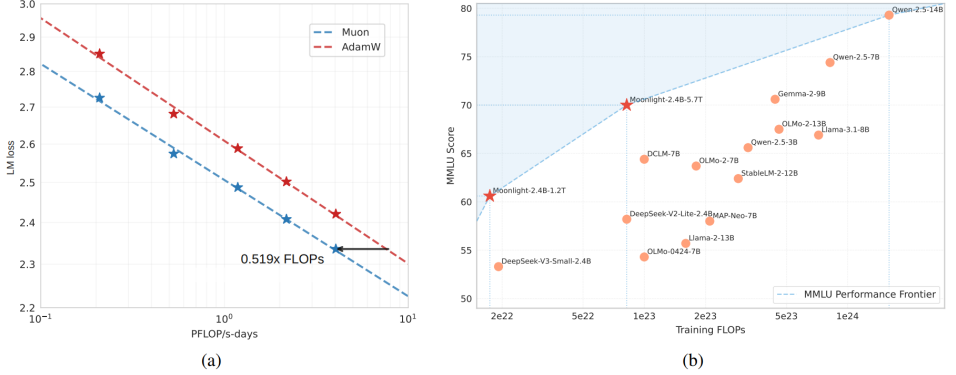 3.0
2.9
2.8
2.7
2.6
2.5
2.4
2.3
2.2
LM loss
Muon
AdamW
0.519x FLOPs
10⁻¹
10⁰
10¹
PFLOP/s-days
(a)
80
75
70
65
60
55
50
MMLU Score
Qwen-2.5-14B
Qwen-2.5-7B
Gemma-2-9B
Moonlight-2.4B-5.7T
OLMo-2-13B
Llama-3.1-8B
Qwen-2.5-3B
DCLM-7B
OLMo-2-7B
StableLM-2-12B
Moonlight-2.4B-1.2T
DeepSeek-V2-Lite-2.4B
MAP-Neo-7B
Llama-2-13B
OLMo-0424-7B
DeepSeek-V3-Small-2.4B
MMLU Performance Frontier
2e22
5e22
1e23
2e23
5e23
1e24
Training FLOPs
(b)